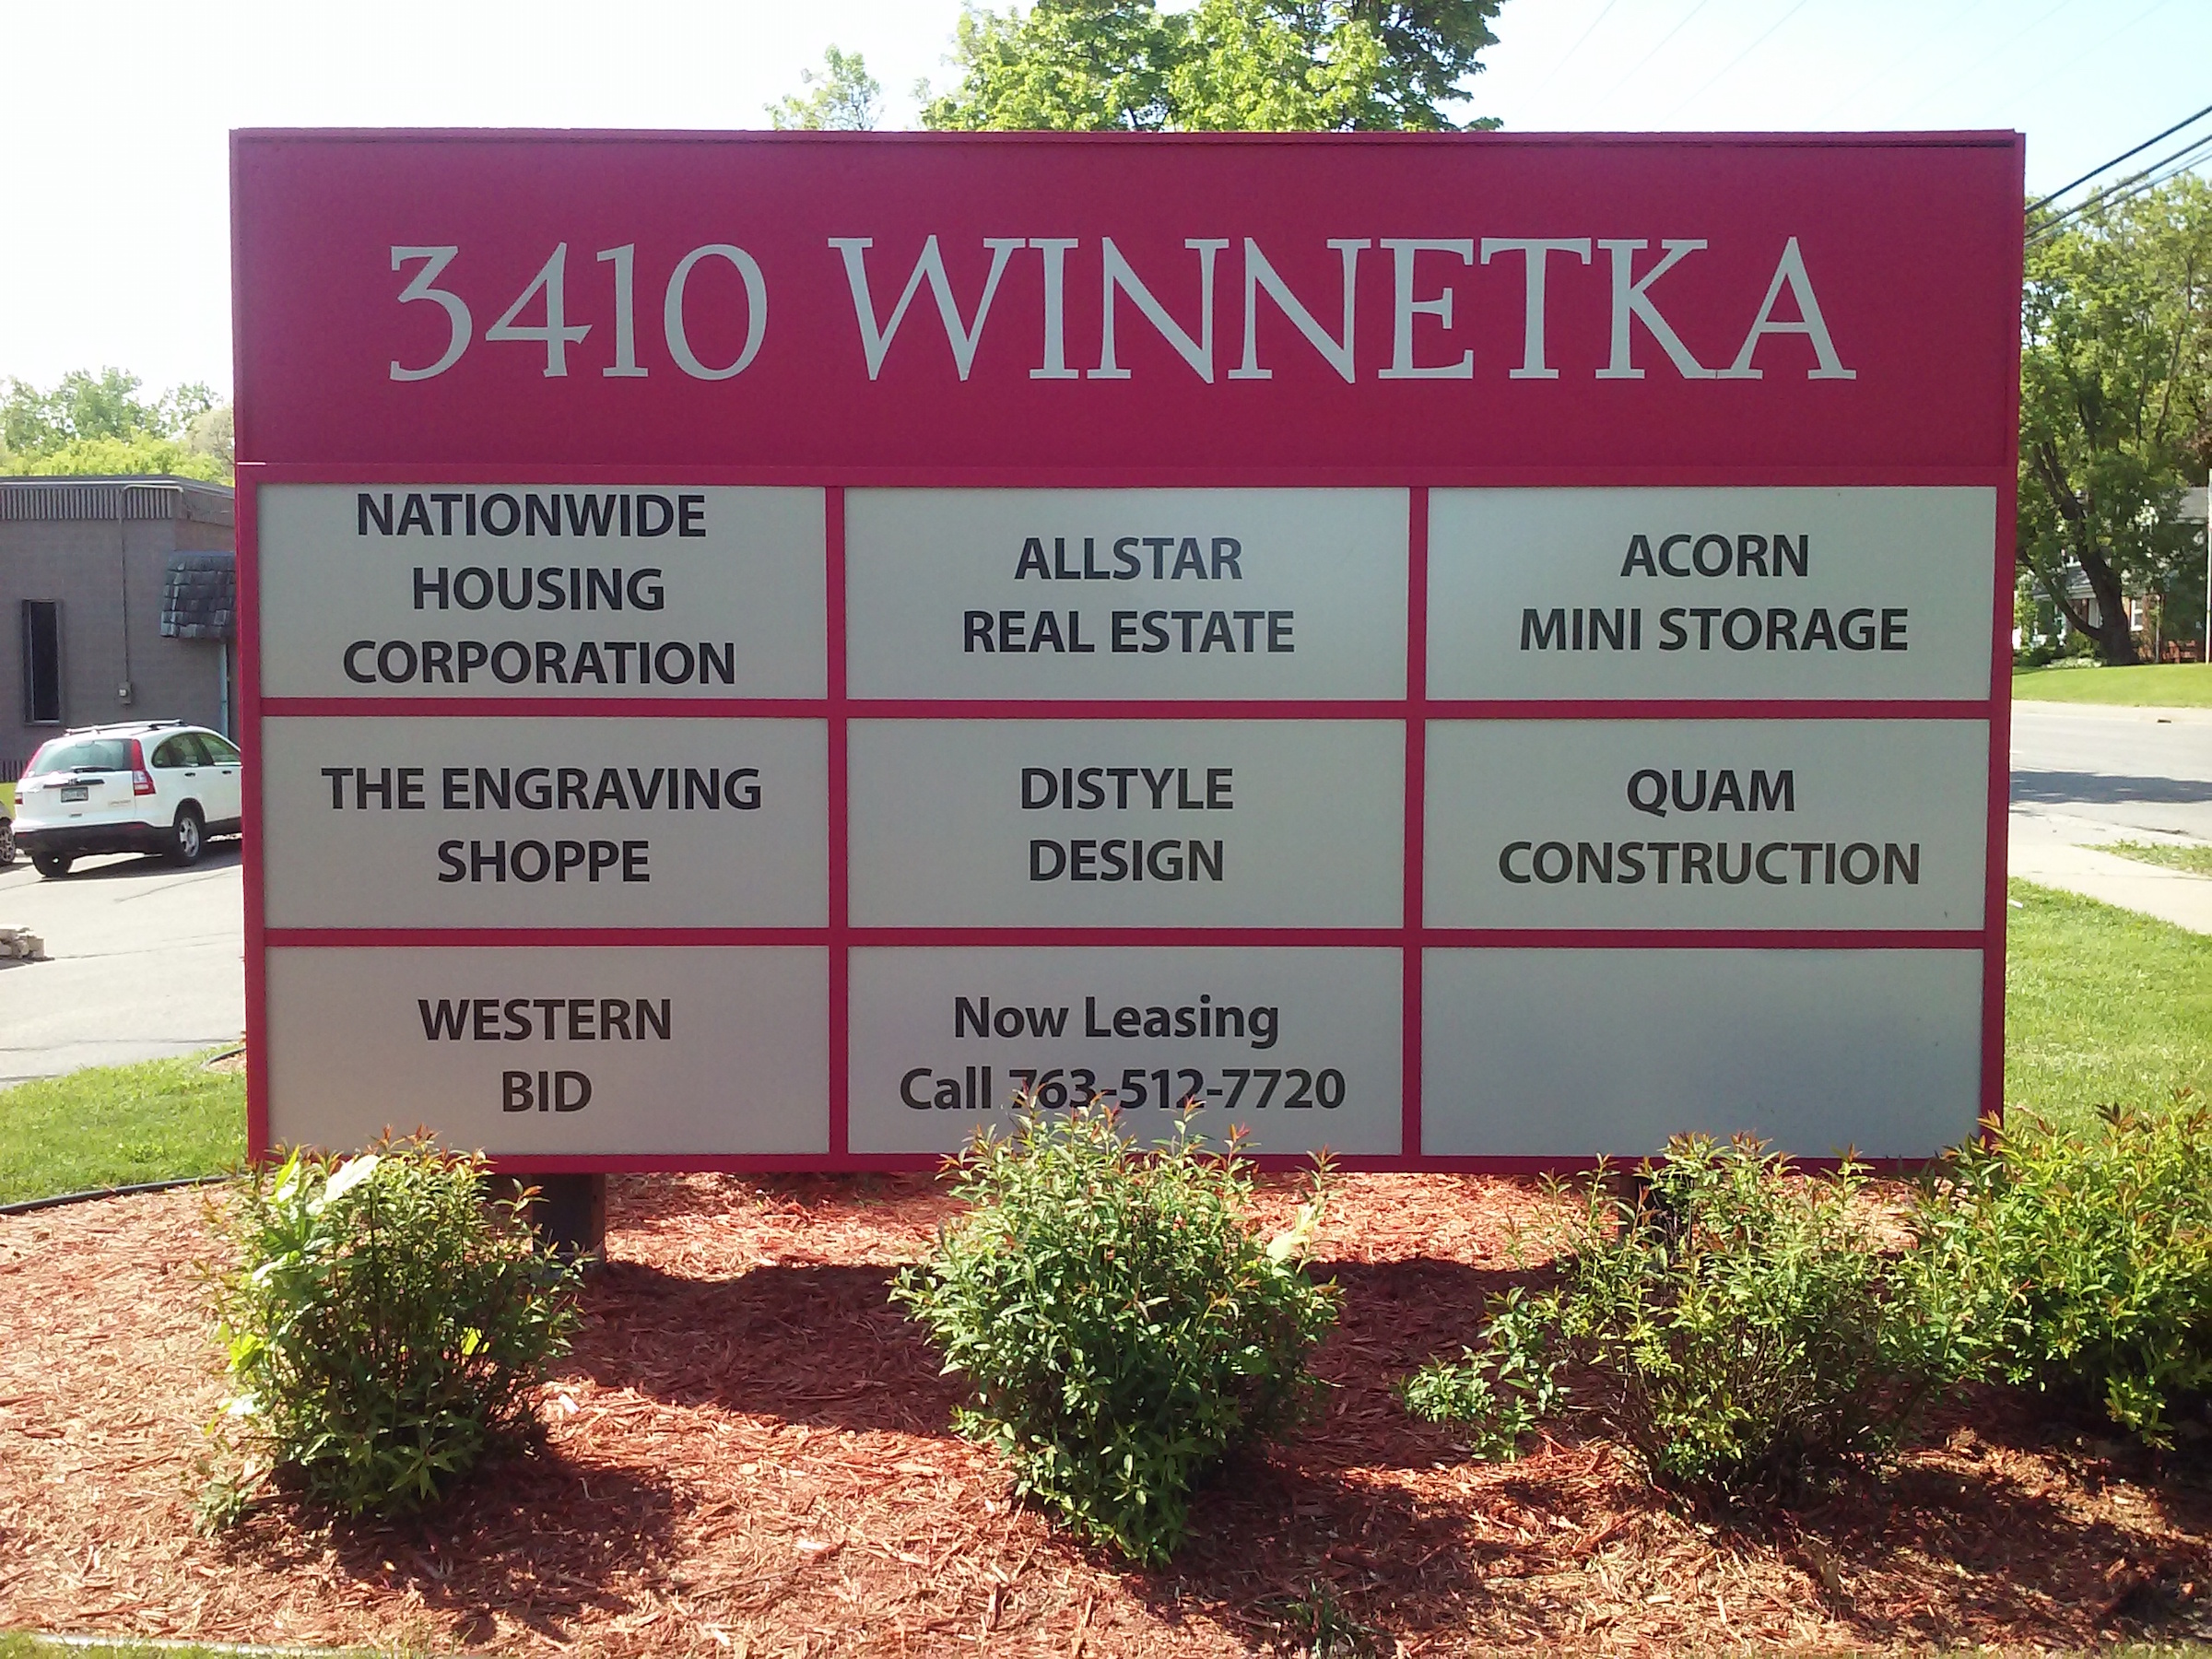 3410 WINNETKA
NATIONWIDE
HOUSING
CORPORATION
ALLSTAR
REAL ESTATE
ACORN
MINI STORAGE
THE ENGRAVING
SHOPPE
DISTYLE
DESIGN
QUAM
CONSTRUCTION
WESTERN
BID
Now Leasing
Call 763-512-7720